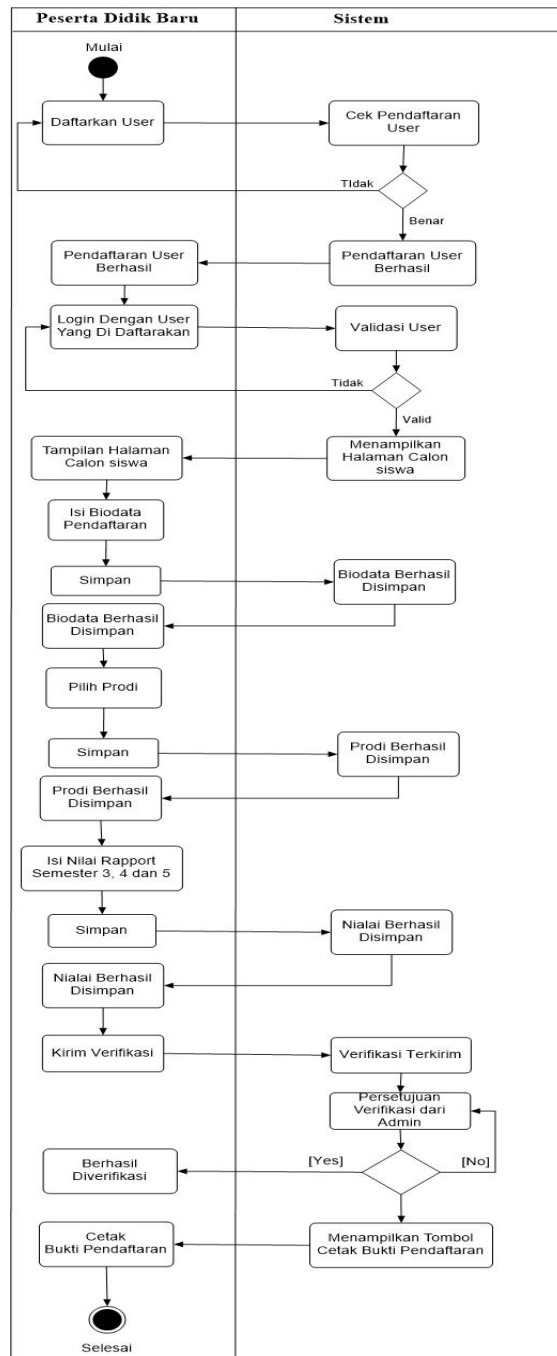 Peserta Didik Baru
Sistem
Mulai
Daftarkan User
Cek Pendaftaran
User
TIdak
Benar
Pendaftaran User
Berhasil
Pendaftaran User
Berhasil
Login Dengan User
Yang Di Daftarakan
Validasi User
Tidak
Valid
Tampilan Halaman
Calon siswa
Menampilkan
Halaman Calon
siswa
Isi Biodata
Pendaftaran
Simpan
Biodata Berhasil
Disimpan
Biodata Berhasil
Disimpan
Pilih Prodi
Simpan
Prodi Berhasil
Disimpan
Prodi Berhasil
Disimpan
Isi Nilai Rapport
Semester 3, 4 dan 5
Simpan
Nialai Berhasil
Disimpan
Nialai Berhasil
Disimpan
Kirim Verifikasi
Verifikasi Terkirim
Persetujuan
Verifikasi dari
Admin
[Yes]
[No]
Berhasil
Diverifikasi
Menampilkan Tombol
Cetak Bukti Pendaftaran
Cetak
Bukti Pendaftaran
Selesai